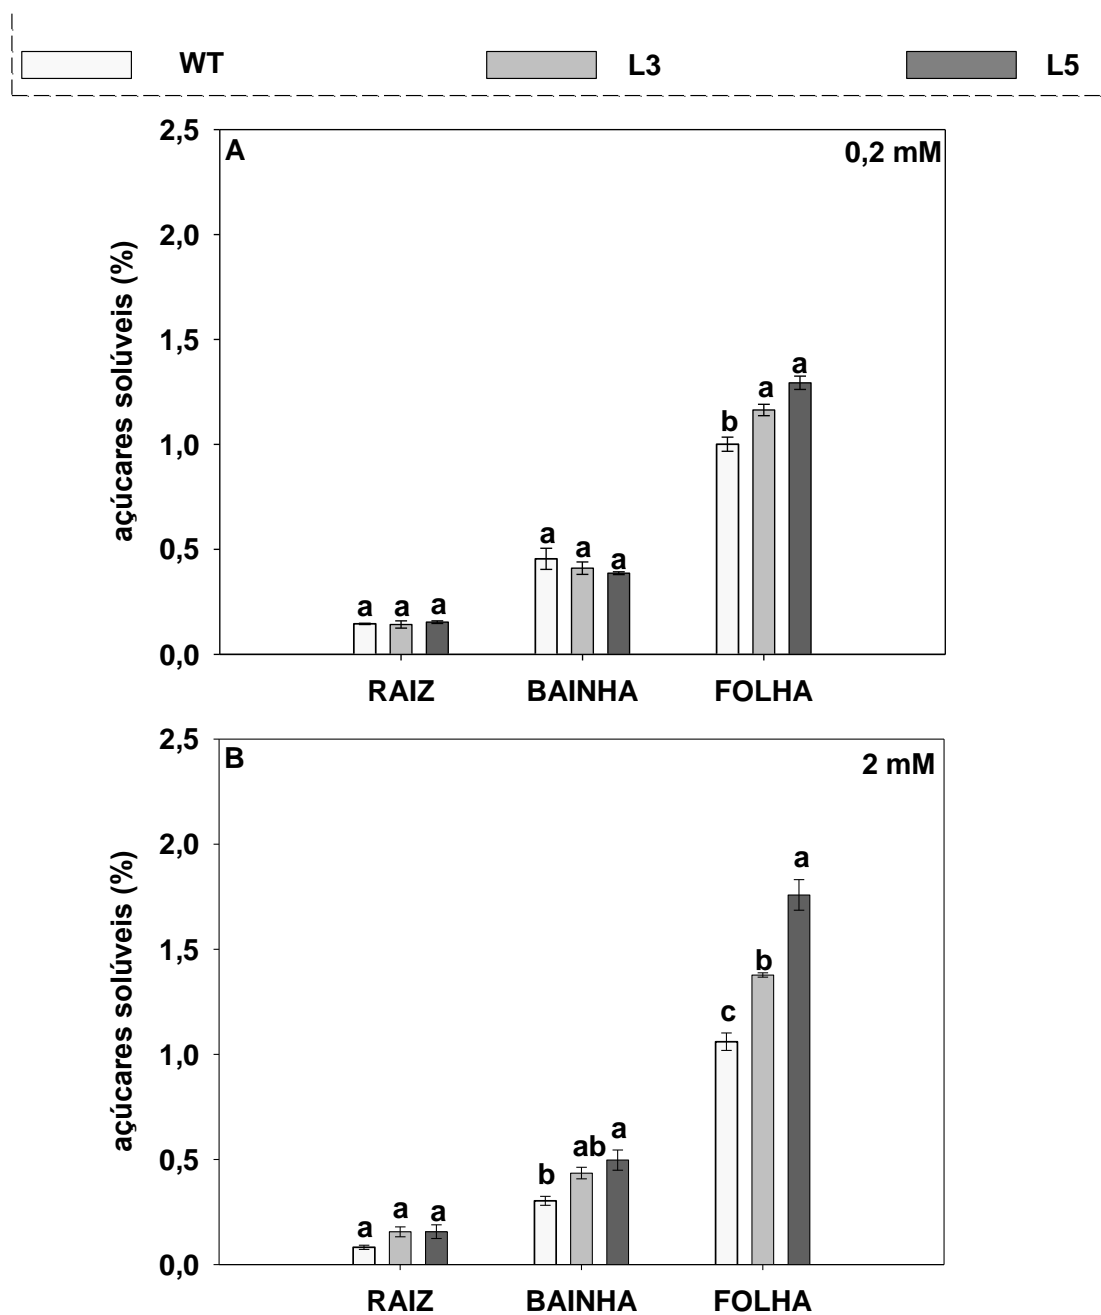 WT L3 L5
2,5
A 0,2 mM
2,0
1,5
1,0
0,5
0,0
açúcares solúveis (%)
a a a
a a a
b a a
RAIZ BAINHA FOLHA
2,5
B 2 mM
2,0
1,5
1,0
0,5
0,0
açúcares solúveis (%)
a a a
b ab a
c b a
RAIZ BAINHA FOLHA